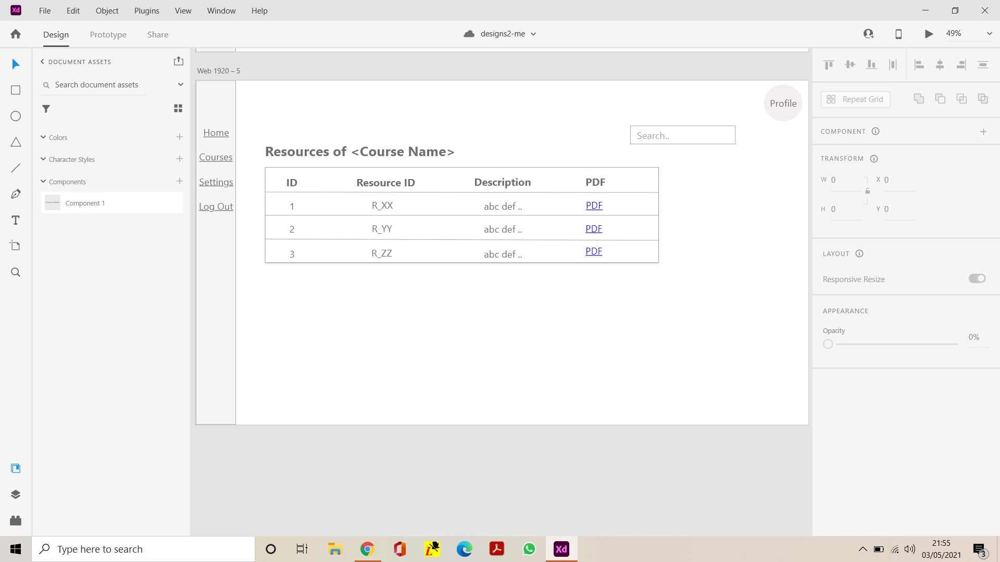 Xd File Edit Object Plugins View Window Help
Design Prototype Share designs2-me 49%
DOCUMENT ASSETS
Search document assets
Colors
Character Styles
Components
Component 1
Web 1920 – 5
Profile
Home
Courses
Settings
Log Out
Search..
Resources of <Course Name>
ID Resource ID Description PDF
1 R_XX abc def .. PDF
2 R_YY abc def .. PDF
3 R_ZZ abc def .. PDF
Repeat Grid
COMPONENT
TRANSFORM
W 0 X 0
H 0 Y 0
LAYOUT
Responsive Resize
APPEARANCE
Opacity
0%
Type here to search
L
Xd
21:55
03/05/2021
3